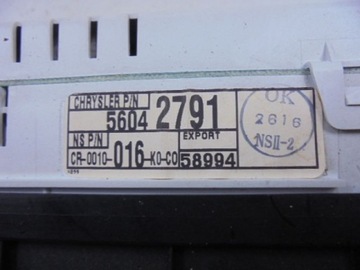 CHRYSLER P/N
5604 2791
NS P/N
EXPORT
CR-0010-016-KO-CO 58994
OK
2616
NSII-2